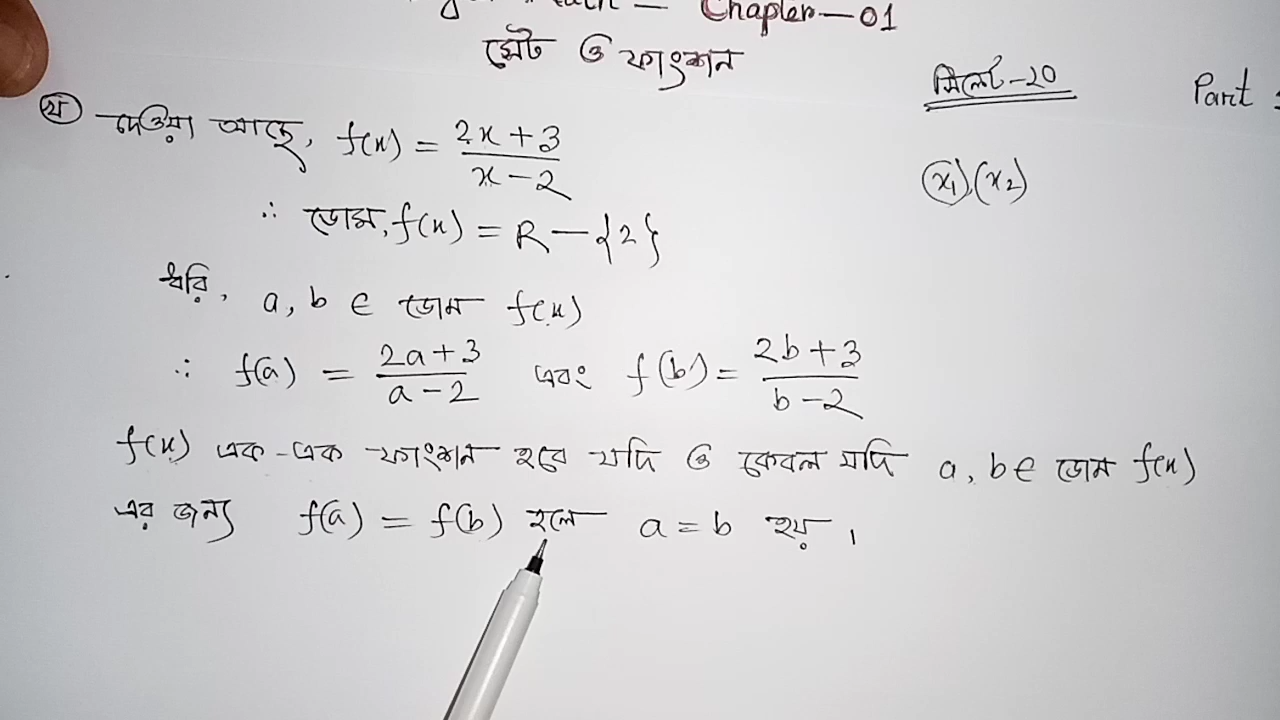 — Chapter—01
সেট ও ফাংশন
সিলেট-২০
Part
(x₁),(x₂)
খ দেওয়া আছে, f(x) = (2x+3)/(x-2)
∴ ডোম, f(x) = R - {2}
ধরি, a, b ∈ ডোম f(x)
∴ f(a) = (2a+3)/(a-2) এবং f(b) = (2b+3)/(b-2)
f(x) এক-এক ফাংশন হবে যদি ও কেবল যদি a, b ∈ ডোম f(x)
এর জন্য f(a) = f(b) হলে a = b হয়।